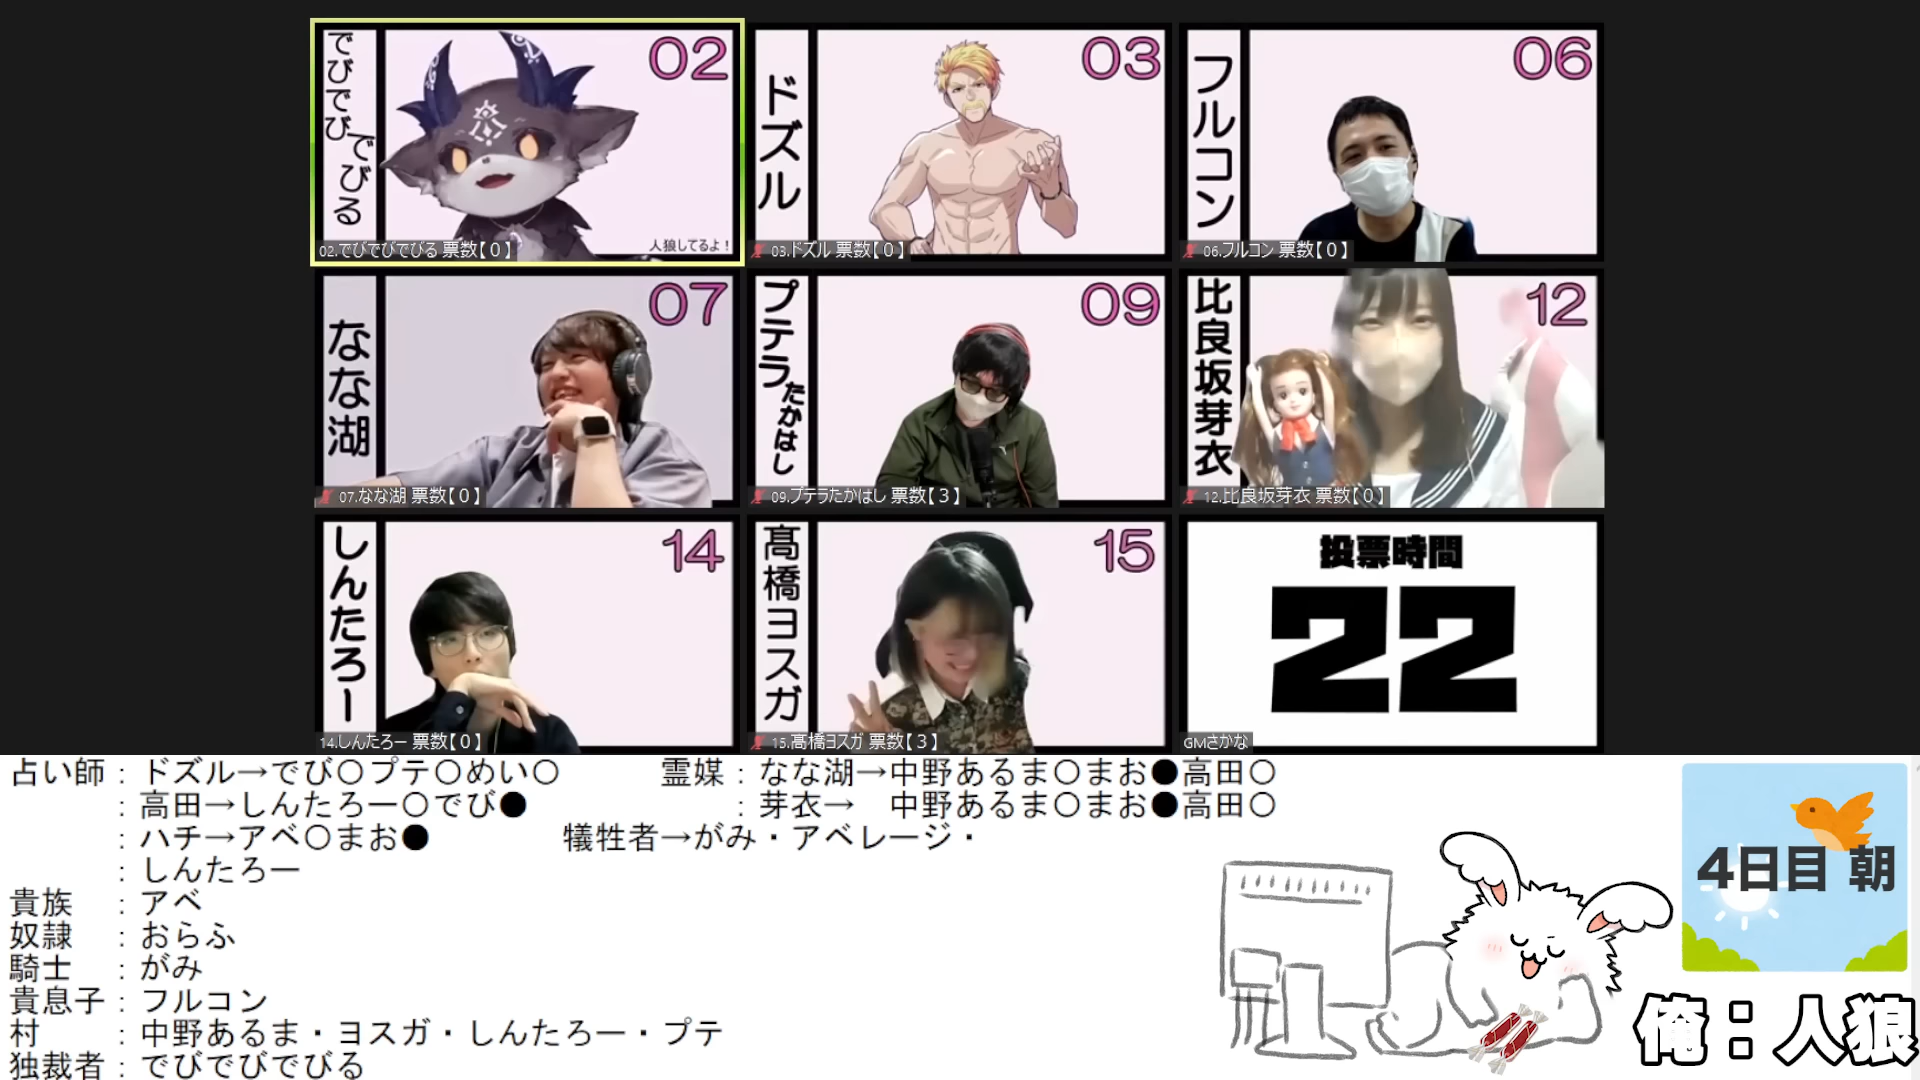 でびでびでびる
02
人狼してるよ!
02.でびでびでびる 票数【0】
ドズル
03
03.ドズル 票数【0】
フルコン
06
06.フルコン 票数【0】
なな湖
07
07.なな湖 票数【0】
プテラたかはし
09
09.プテラたかはし 票数【3】
比良坂芽衣
12
12.比良坂芽衣 票数【0】
しんたろー
14
14.しんたろー 票数【0】
髙橋ヨスガ
15
15.髙橋ヨスガ 票数【3】
投票時間
22
GMさかな
占い師:ドズル→でび〇プテ〇めい〇
:高田→しんたろー〇でび●
:ハチ→アベ〇まお●
:しんたろー
霊媒:なな湖→中野あるま〇まお●高田〇
:芽衣→ 中野あるま〇まお●高田〇
犠牲者→がみ・アベレージ・
貴族:アベ
奴隷:おらふ
騎士:がみ
貴息子:フルコン
村:中野あるま・ヨスガ・しんたろー・プテ
独裁者:でびでびでびる
4日目 朝
俺:人狼